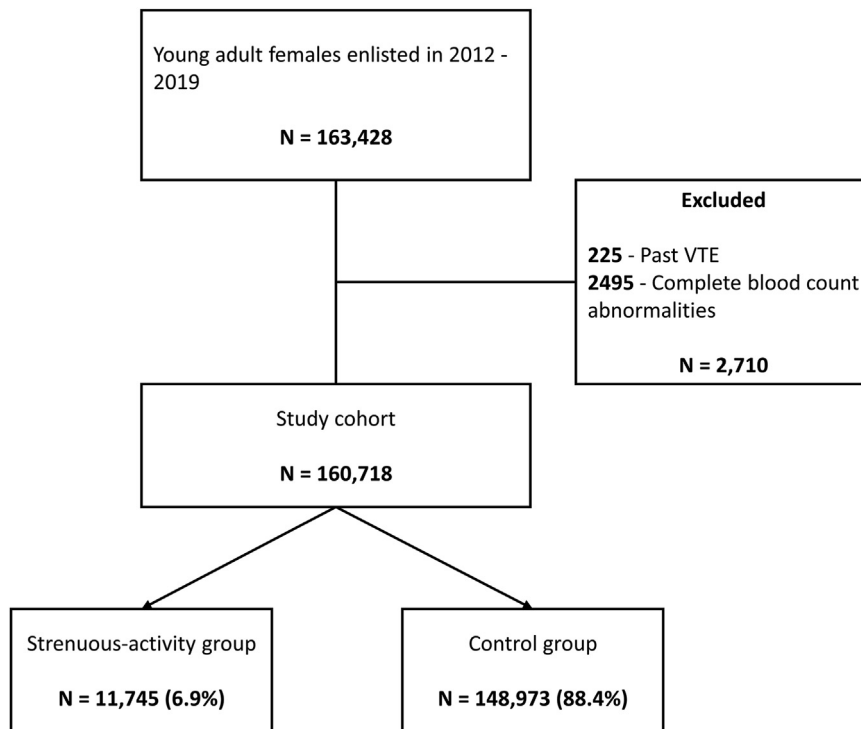 Young adult females enlisted in 2012 -
2019
N = 163,428
Excluded
225 - Past VTE
2495 - Complete blood count
abnormalities
N = 2,710
Study cohort
N = 160,718
Strenuous-activity group
N = 11,745 (6.9%)
Control group
N = 148,973 (88.4%)